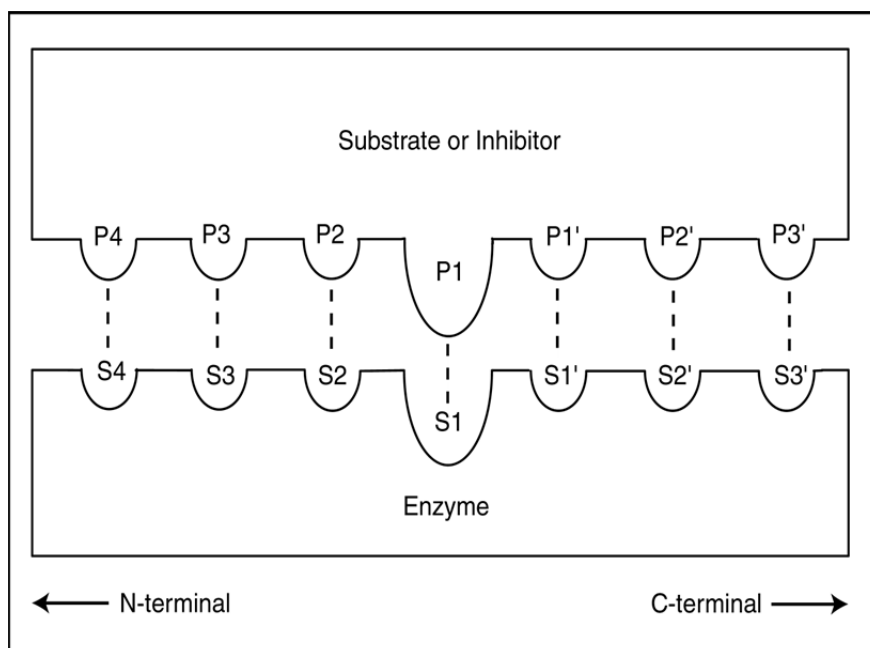 Substrate or Inhibitor
P4 P3 P2 P1 P1' P2' P3'
S4 S3 S2 S1 S1' S2' S3'
Enzyme
N-terminal C-terminal